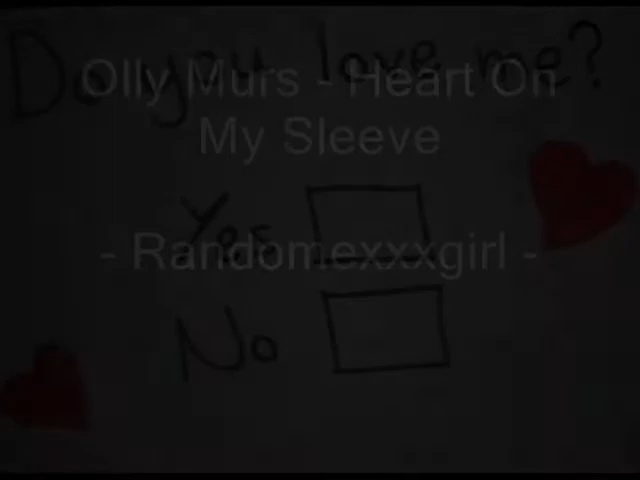 Do you love me?
Olly Murs - Heart On
My Sleeve
Yes
- Randomexxxgirl -
No